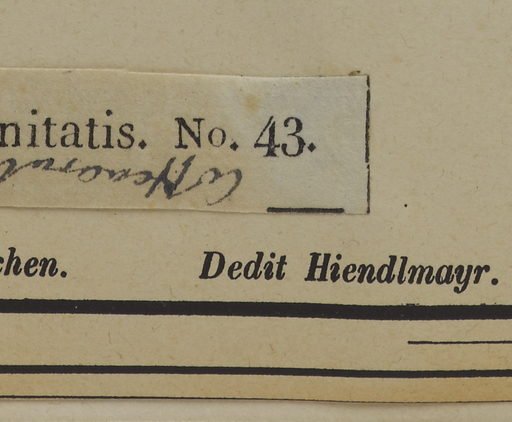 nitatis. No. 43.
chen. Dedit Hiendlmayr.